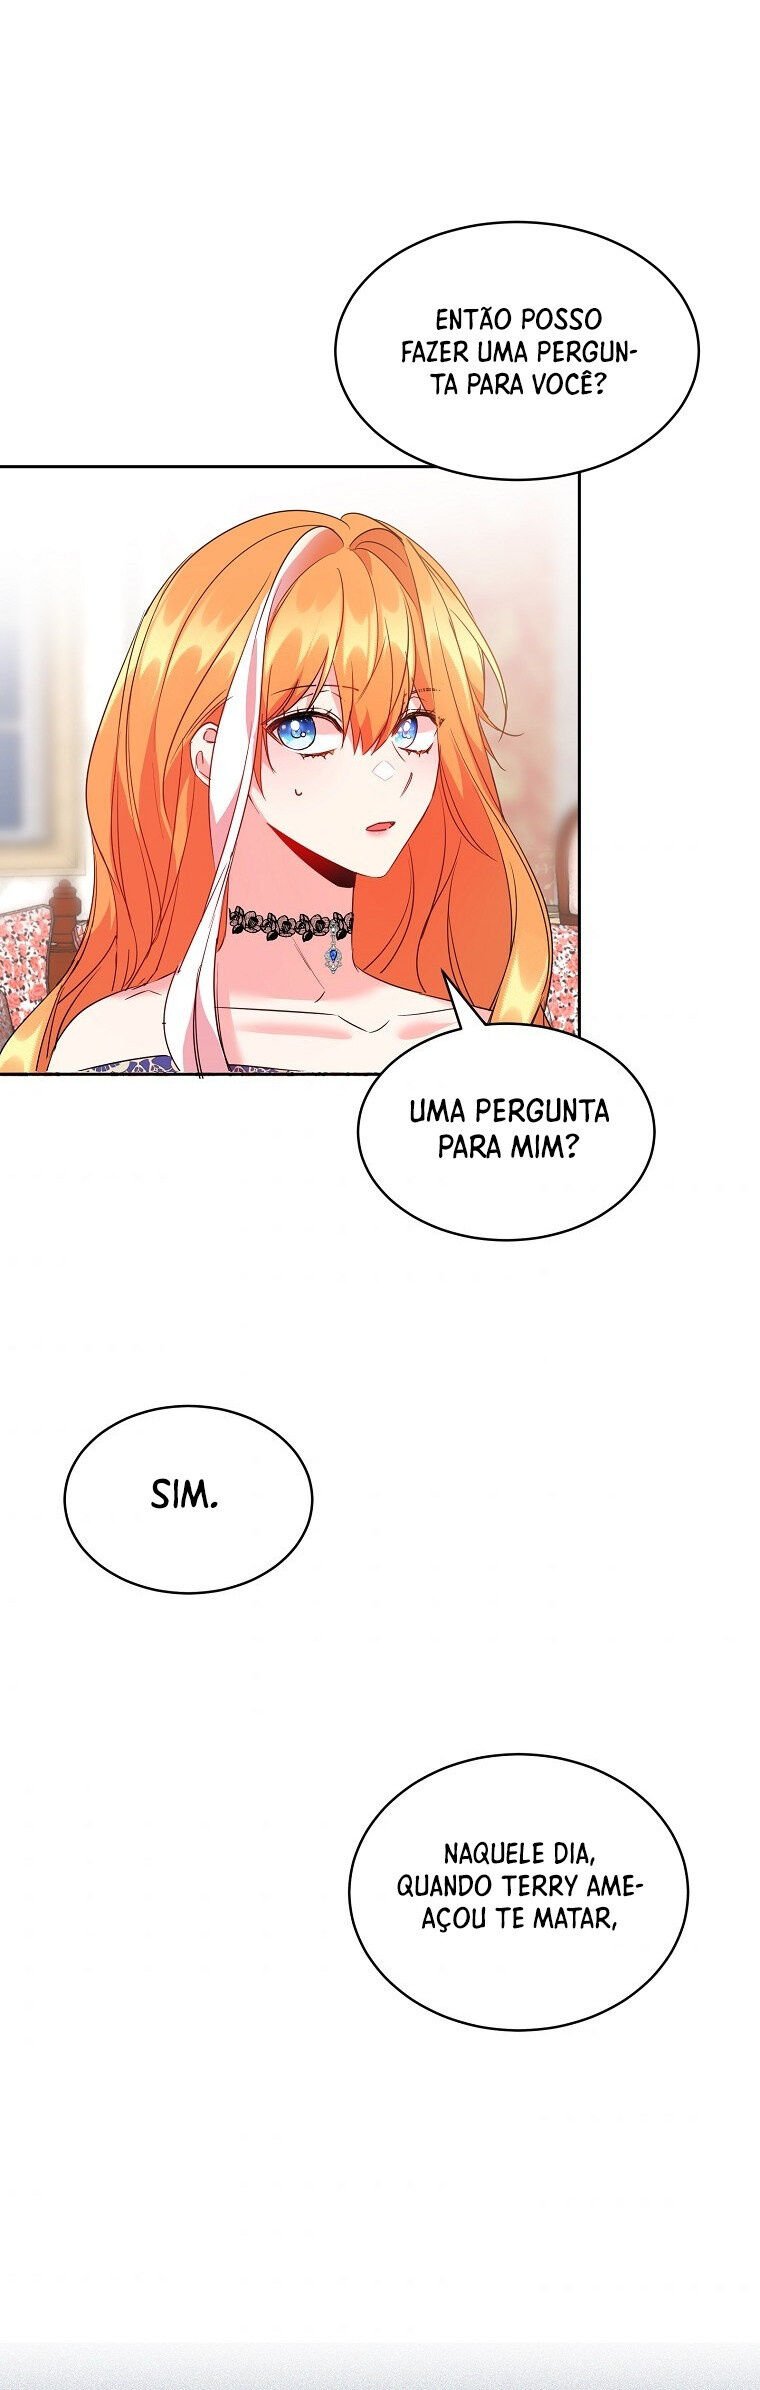 ENTÃO POSSO
FAZER UMA PERGUN-
TA PARA VOCÊ?
UMA PERGUNTA
PARA MIM?
SIM.
NAQUELE DIA,
QUANDO TERRY AME-
AÇOU TE MATAR,